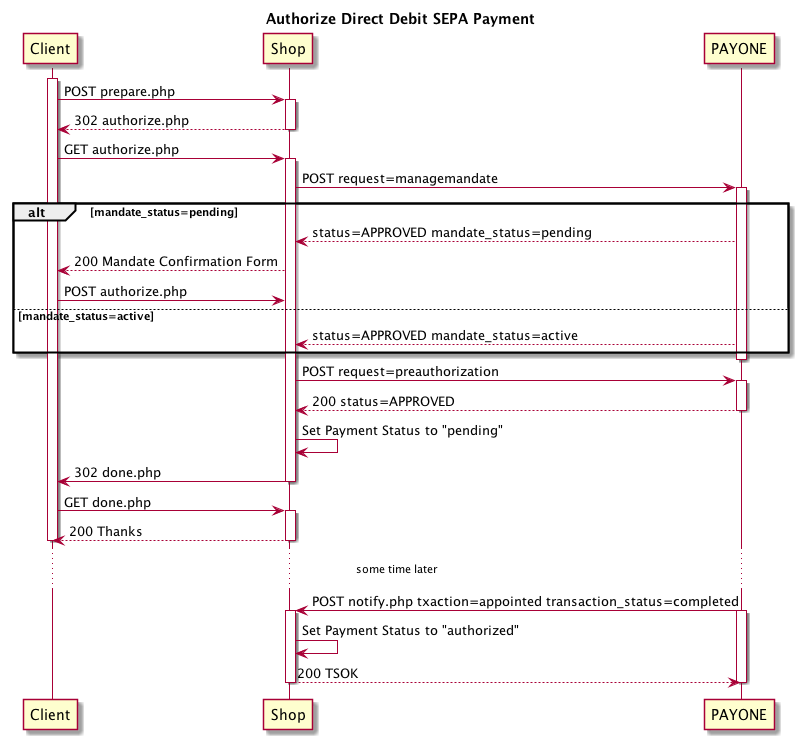 Authorize Direct Debit SEPA Payment
Client Shop PAYONE
POST prepare.php
302 authorize.php
GET authorize.php
POST request=managemandate
alt [mandate_status=pending]
status=APPROVED mandate_status=pending
200 Mandate Confirmation Form
POST authorize.php
[mandate_status=active]
status=APPROVED mandate_status=active
POST request=preauthorization
200 status=APPROVED
Set Payment Status to "pending"
302 done.php
GET done.php
200 Thanks
some time later
POST notify.php txaction=appointed transaction_status=completed
Set Payment Status to "authorized"
200 TSOK
Client Shop PAYONE